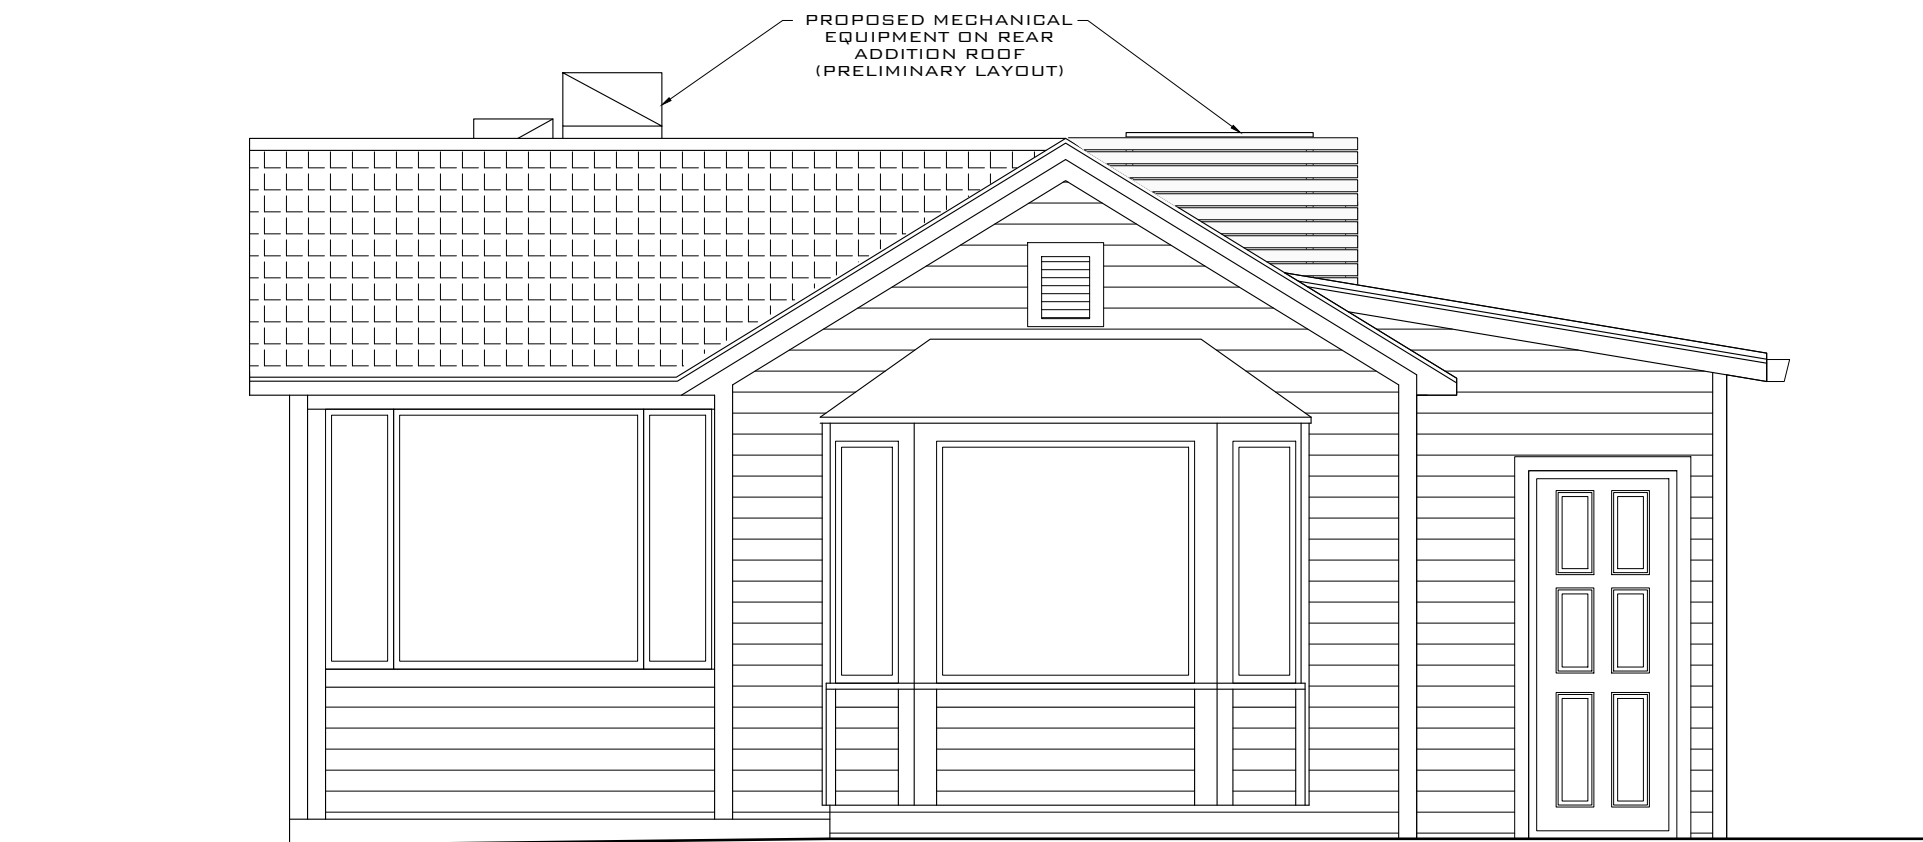 PROPOSED MECHANICAL
EQUIPMENT ON REAR
ADDITION ROOF
(PRELIMINARY LAYOUT)